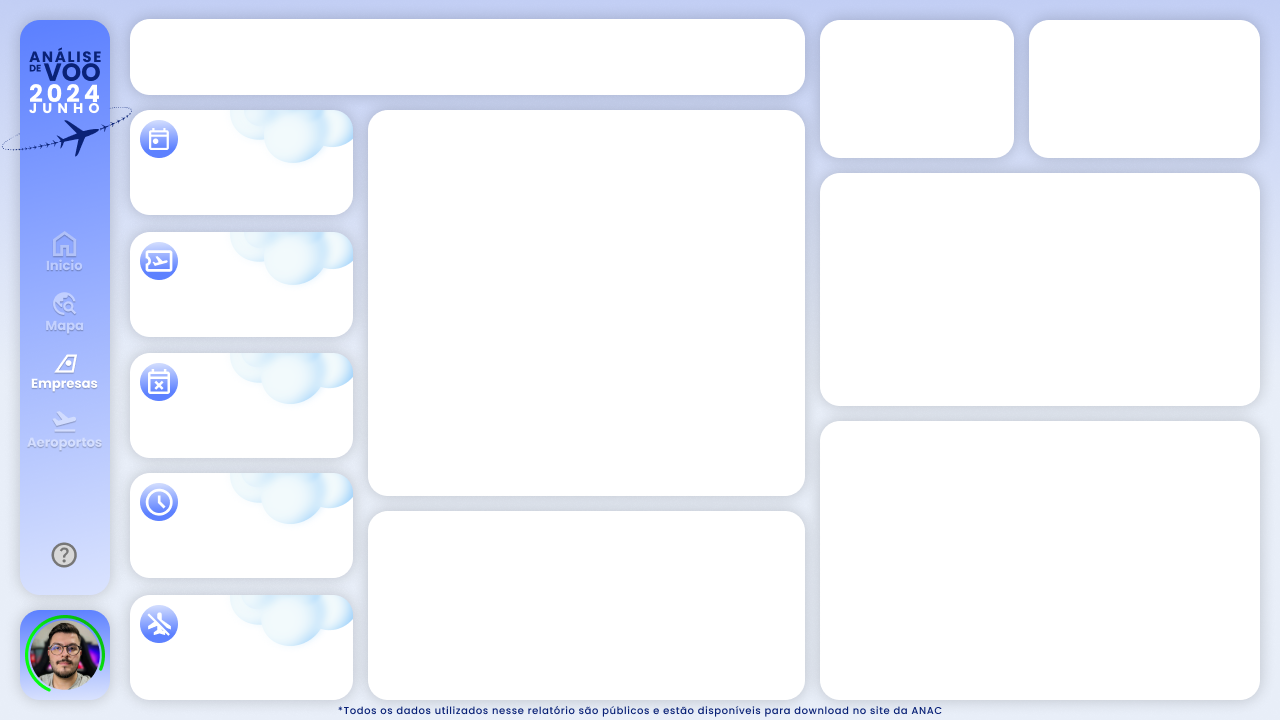 ANÁLISE
DE VOO
2024
JUNHO
Inicio
Mapa
Empresas
Aeroportos
*Todos os dados utilizados nesse relatório são públicos e estão disponíveis para download no site da ANAC